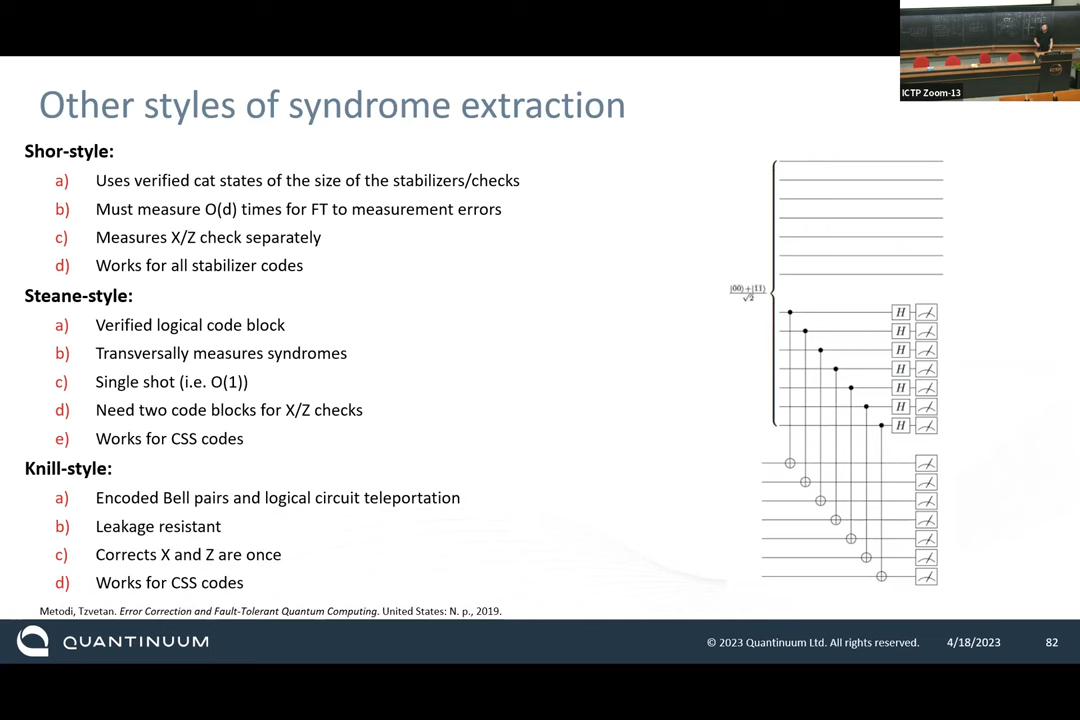 ICTP Zoom-13
Other styles of syndrome extraction
Shor-style:
a) Uses verified cat states of the size of the stabilizers/checks
b) Must measure O(d) times for FT to measurement errors
c) Measures X/Z check separately
d) Works for all stabilizer codes
Steane-style:
a) Verified logical code block
b) Transversally measures syndromes
c) Single shot (i.e. O(1))
d) Need two code blocks for X/Z checks
e) Works for CSS codes
Knill-style:
a) Encoded Bell pairs and logical circuit teleportation
b) Leakage resistant
c) Corrects X and Z are once
d) Works for CSS codes
|00⟩+|11⟩
√2
H
H
H
H
H
H
H
Metodi, Tzvetan. Error Correction and Fault-Tolerant Quantum Computing. United States: N. p., 2019.
QUANTINUUM
© 2023 Quantinuum Ltd. All rights reserved. 4/18/2023 82